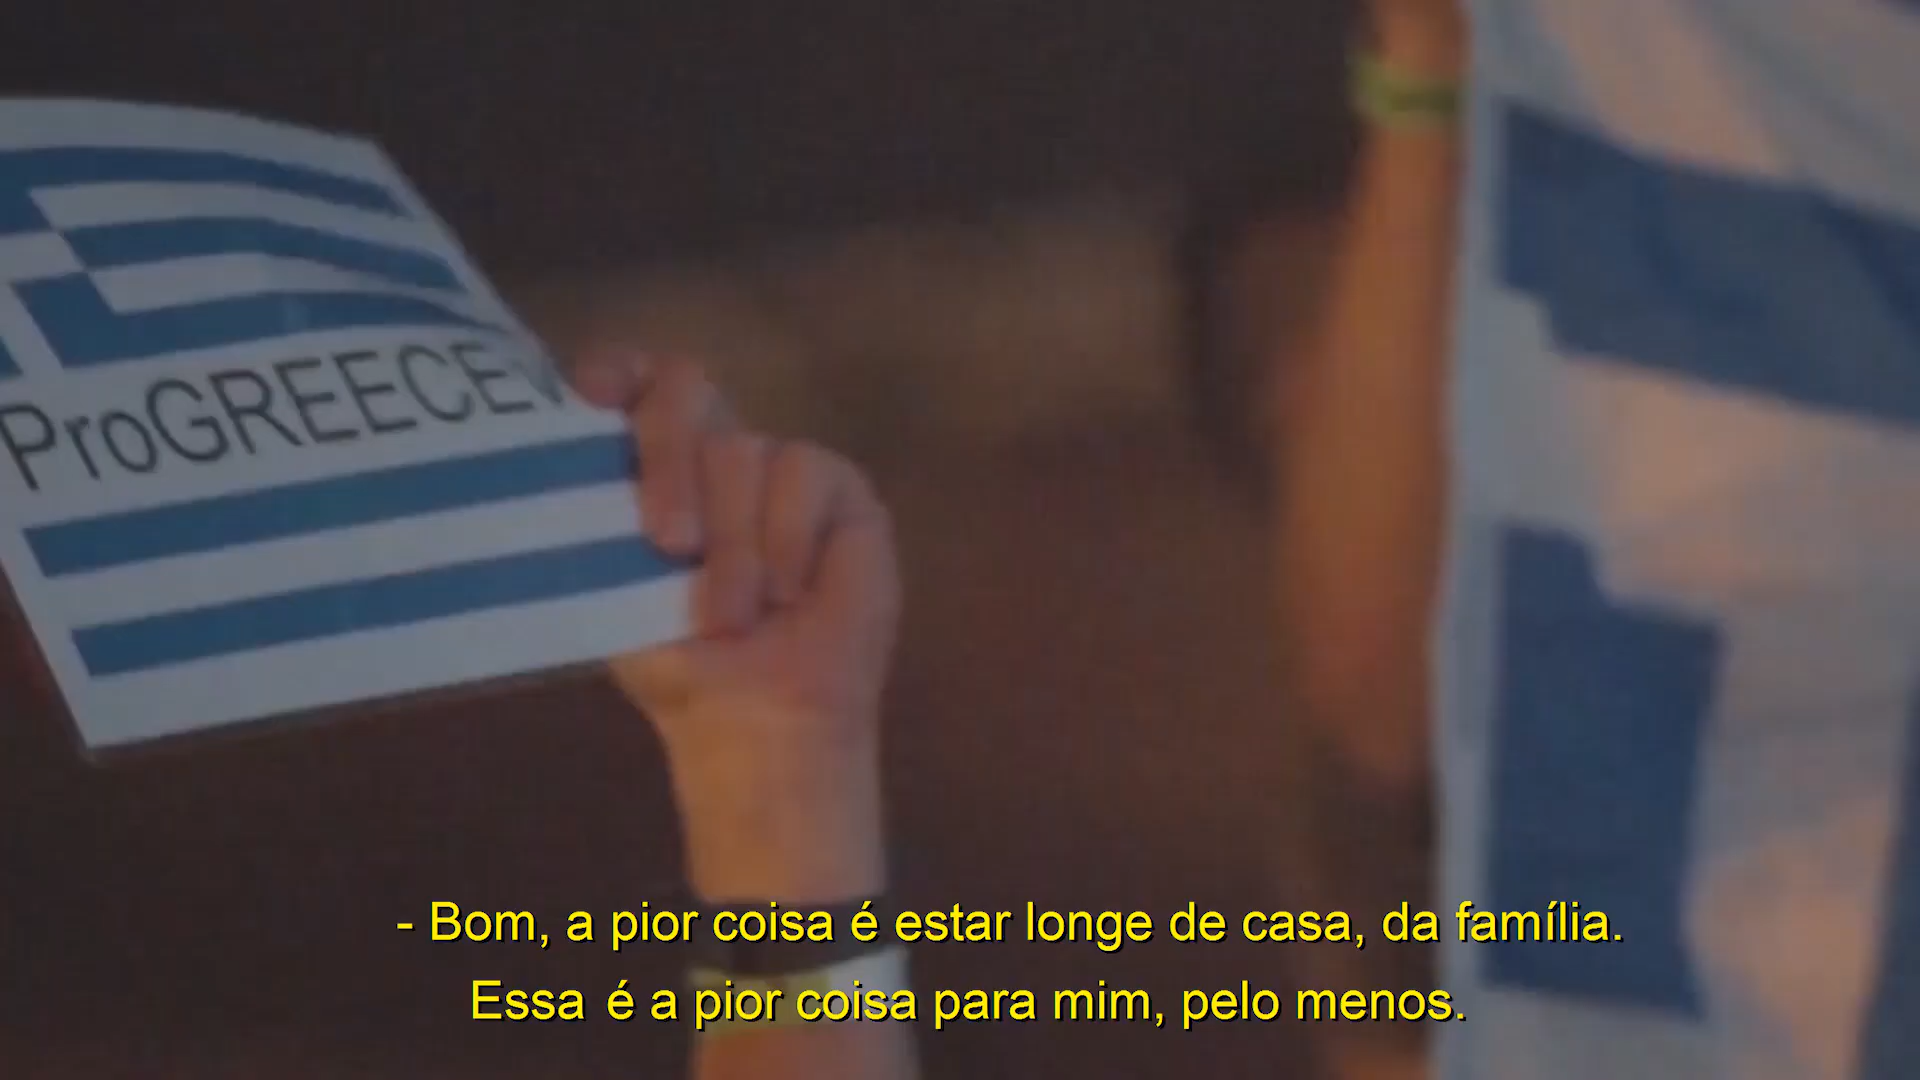 ProGREECE
- Bom, a pior coisa é estar longe de casa, da família.
Essa é a pior coisa para mim, pelo menos.